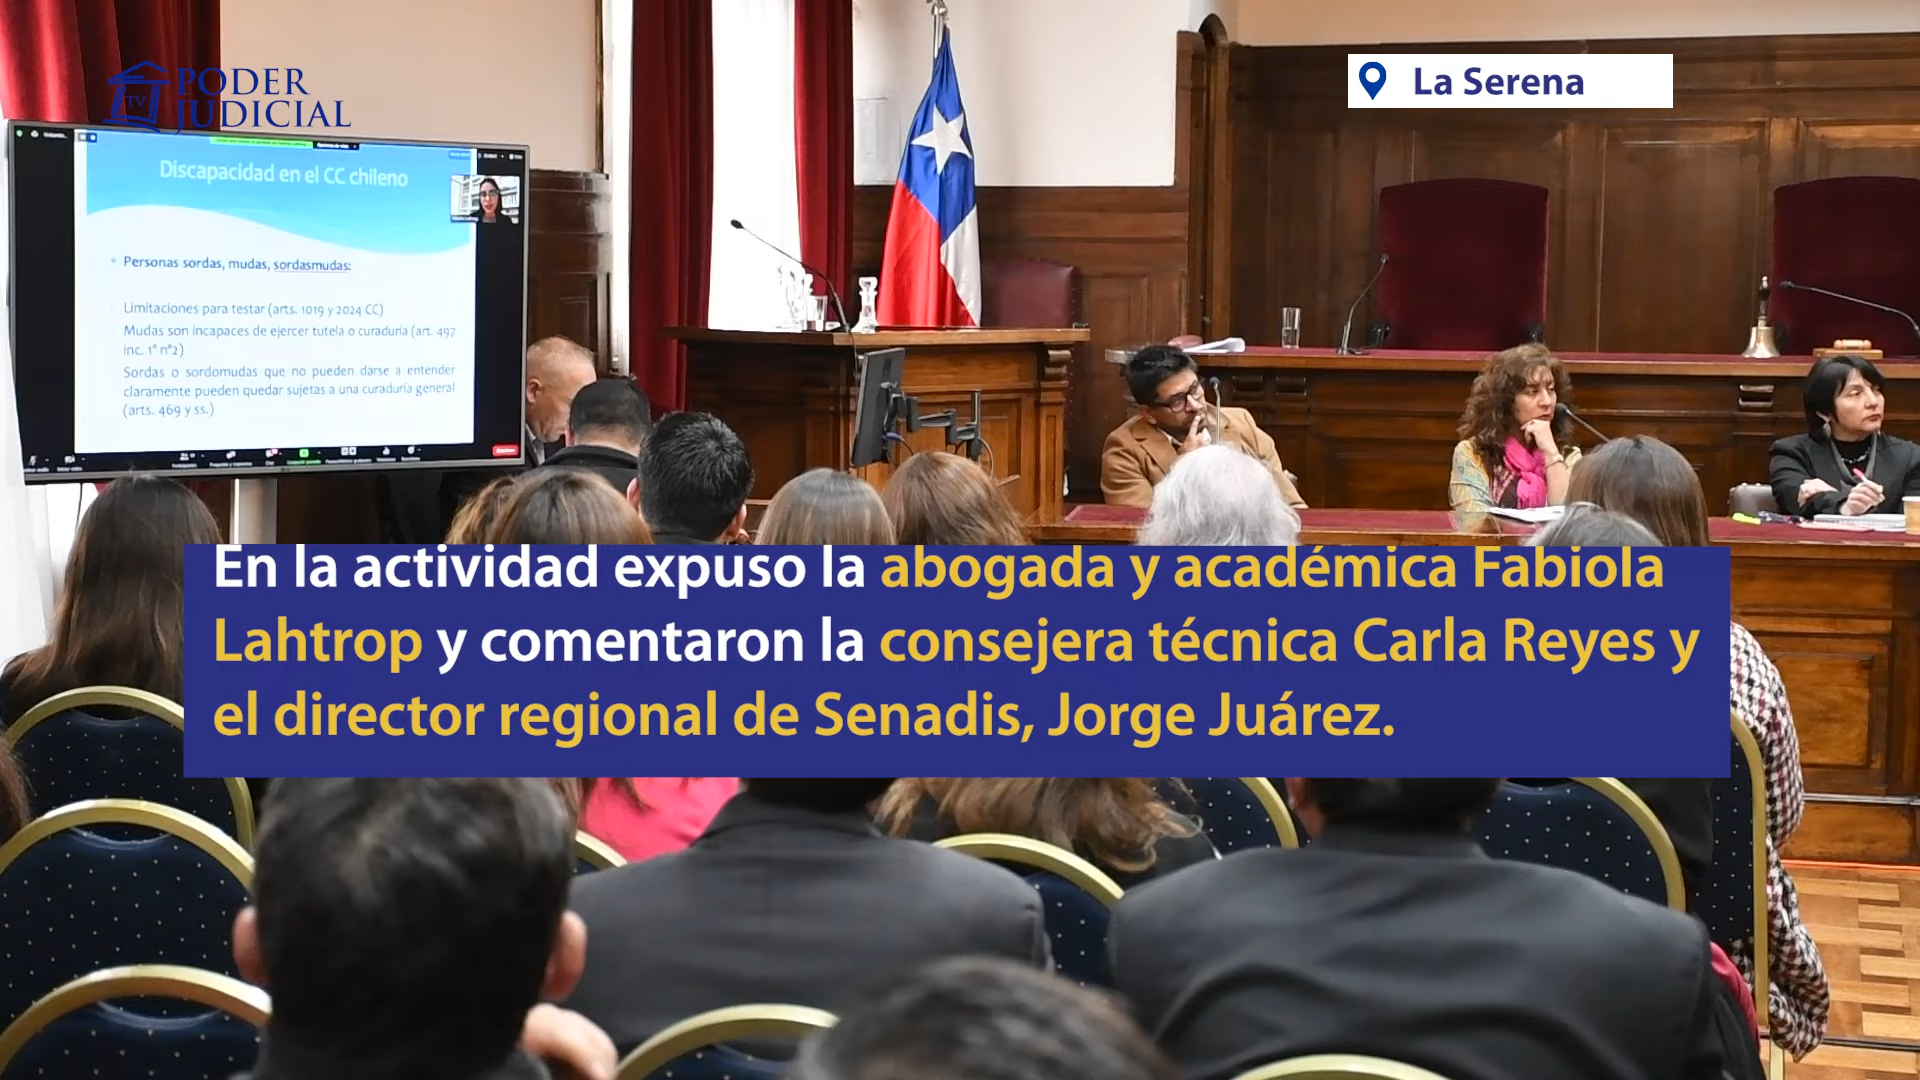 PODER
JUDICIAL
TV
La Serena
Discapacidad en el CC chileno
Personas sordas, mudas, sordasmudas:
Limitaciones para testar (arts. 1019 y 2024 CC)
Mudas son incapaces de ejercer tutela o curaduría (art. 497
inc. 1° n°2)
Sordas o sordomudas que no pueden darse a entender
claramente pueden quedar sujetas a una curaduría general
(arts. 469 y ss.)
En la actividad expuso la abogada y académica Fabiola
Lahtrop y comentaron la consejera técnica Carla Reyes y
el director regional de Senadis, Jorge Juárez.